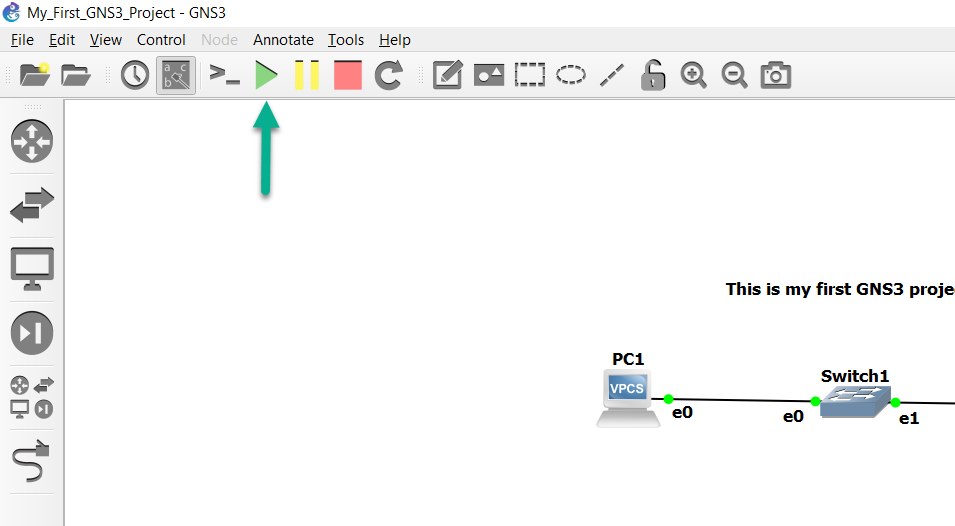 My_First_GNS3_Project - GNS3
File Edit View Control Node Annotate Tools Help
a c
b
This is my first GNS3 proje
PC1
VPCS
Switch1
e0
e0
e1